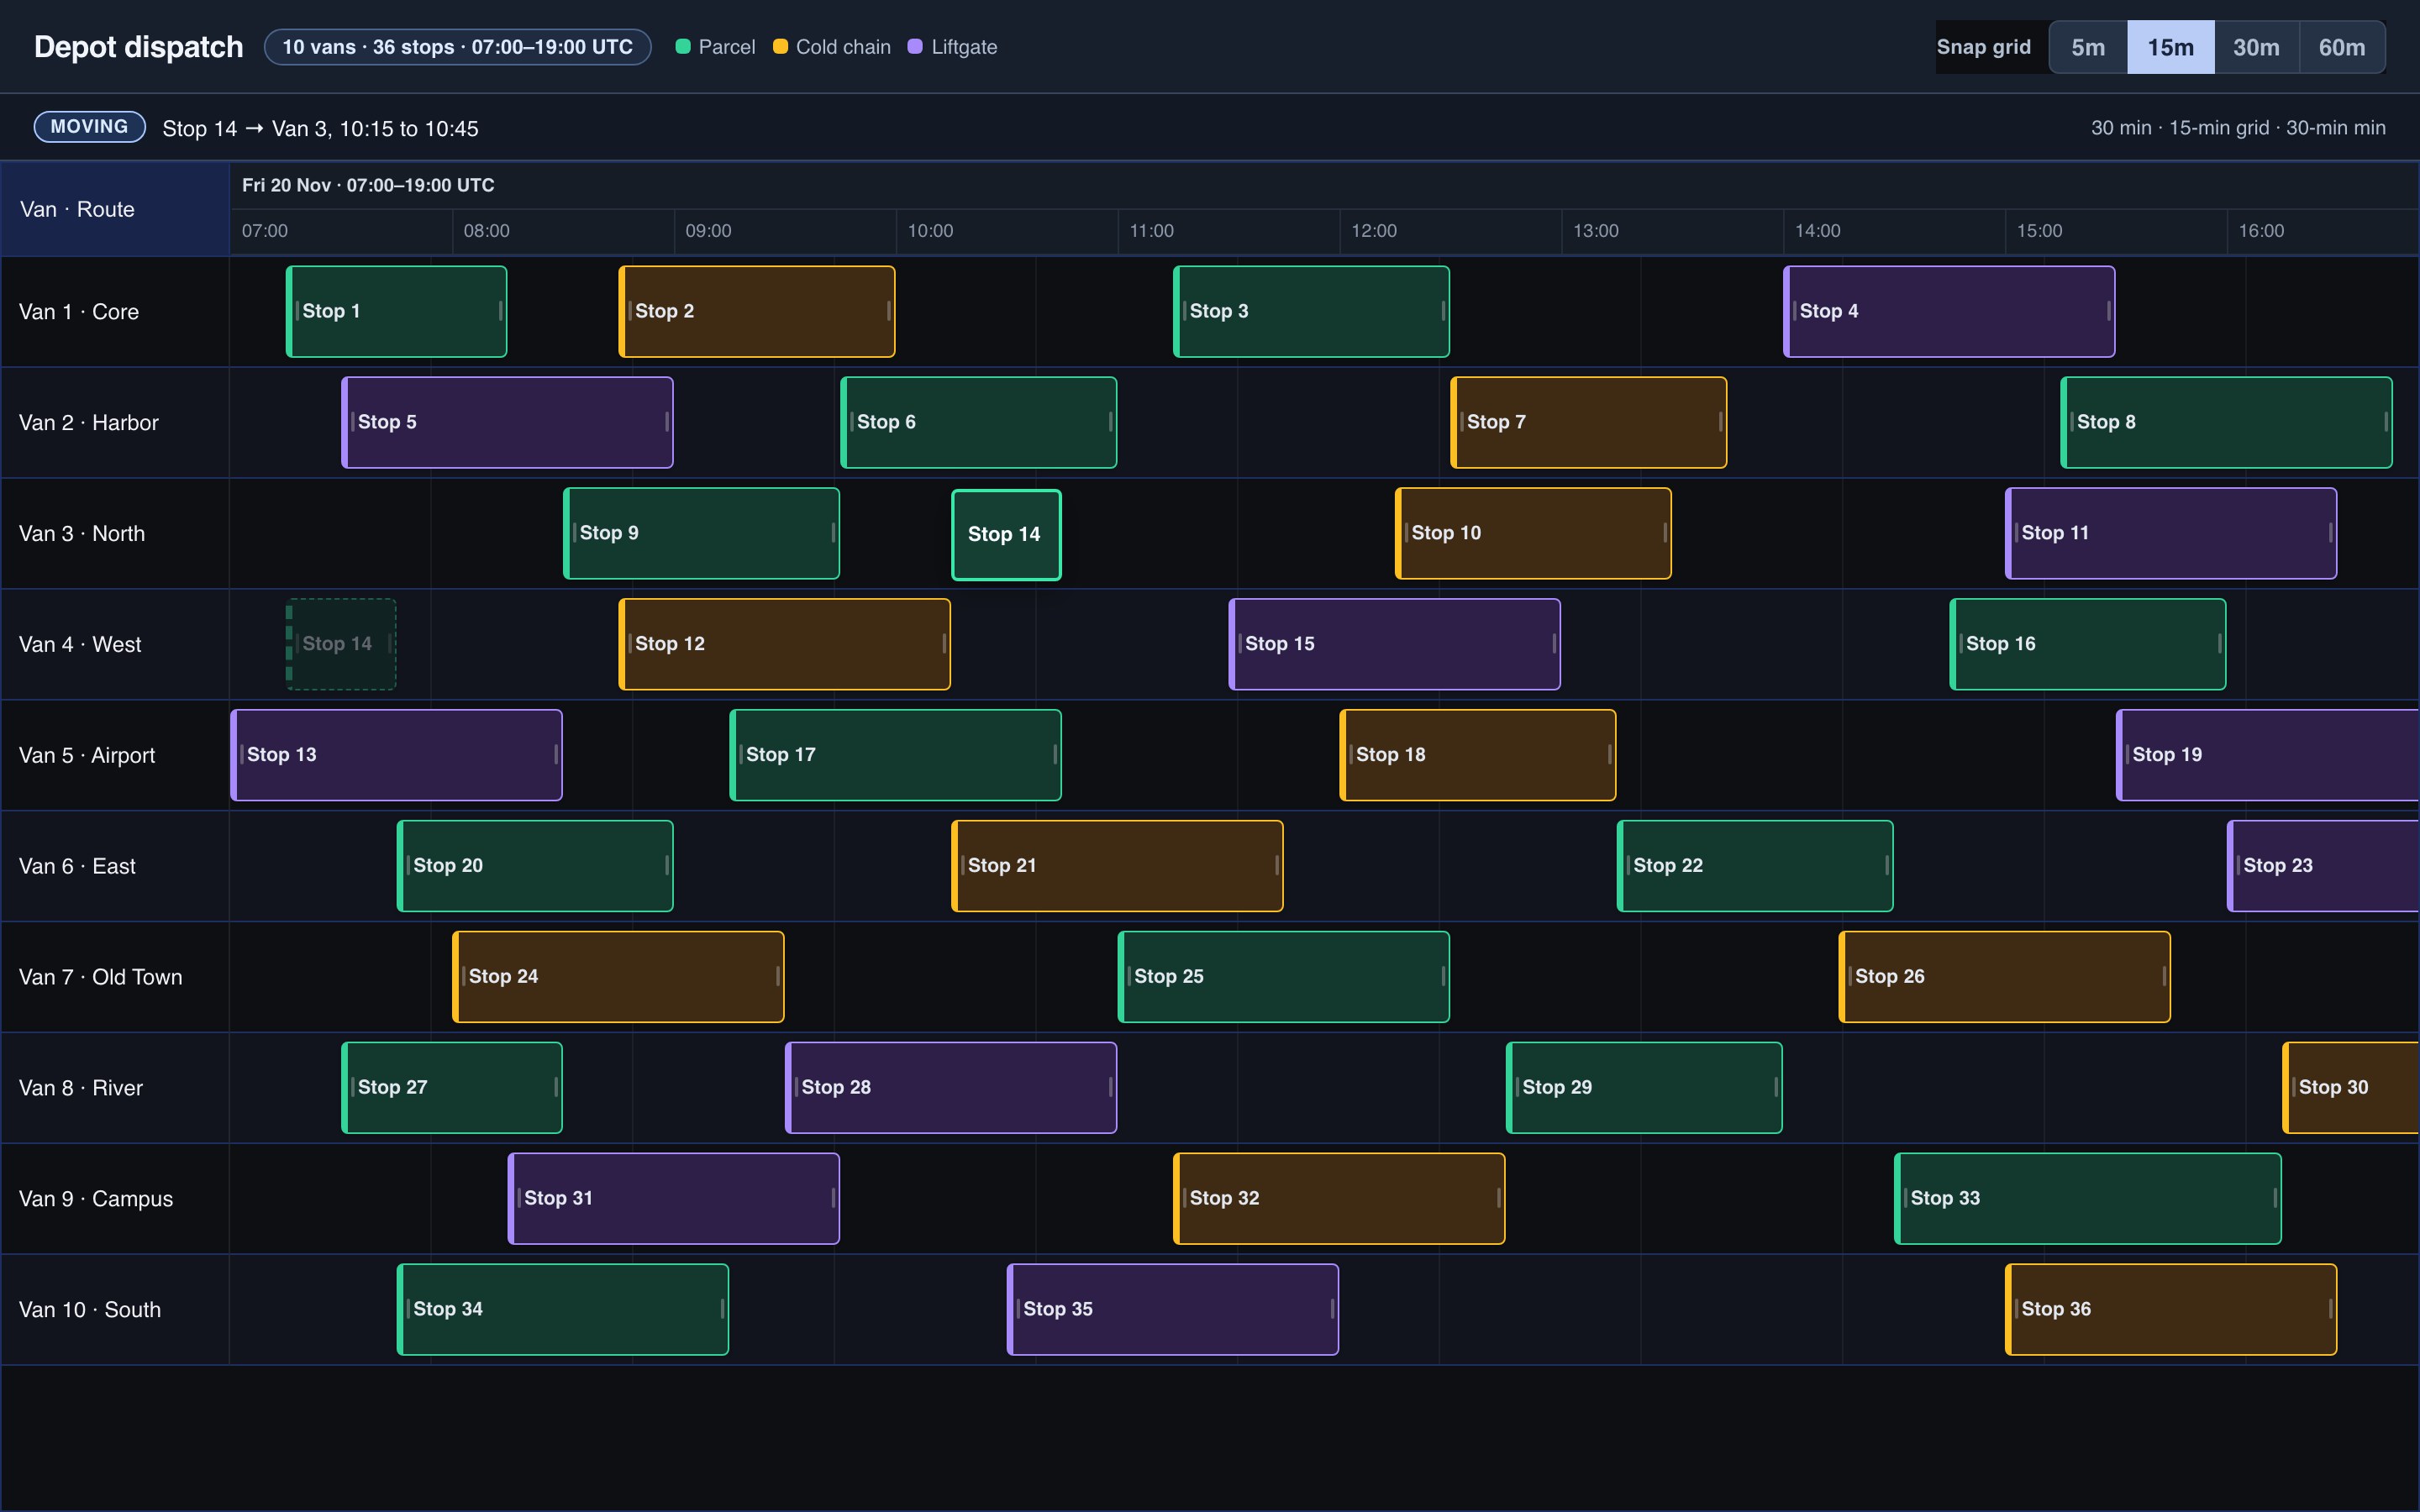 Depot dispatch
10 vans · 36 stops · 07:00–19:00 UTC
Parcel
Cold chain
Liftgate
Snap grid
5m
15m
30m
60m
MOVING
Stop 14 → Van 3, 10:15 to 10:45
30 min · 15-min grid · 30-min min
Van · Route
Fri 20 Nov · 07:00–19:00 UTC
07:00
08:00
09:00
10:00
11:00
12:00
13:00
14:00
15:00
16:00
Van 1 · Core
Stop 1
Stop 2
Stop 3
Stop 4
Van 2 · Harbor
Stop 5
Stop 6
Stop 7
Stop 8
Van 3 · North
Stop 9
Stop 14
Stop 10
Stop 11
Van 4 · West
Stop 14
Stop 12
Stop 15
Stop 16
Van 5 · Airport
Stop 13
Stop 17
Stop 18
Stop 19
Van 6 · East
Stop 20
Stop 21
Stop 22
Stop 23
Van 7 · Old Town
Stop 24
Stop 25
Stop 26
Van 8 · River
Stop 27
Stop 28
Stop 29
Stop 30
Van 9 · Campus
Stop 31
Stop 32
Stop 33
Van 10 · South
Stop 34
Stop 35
Stop 36